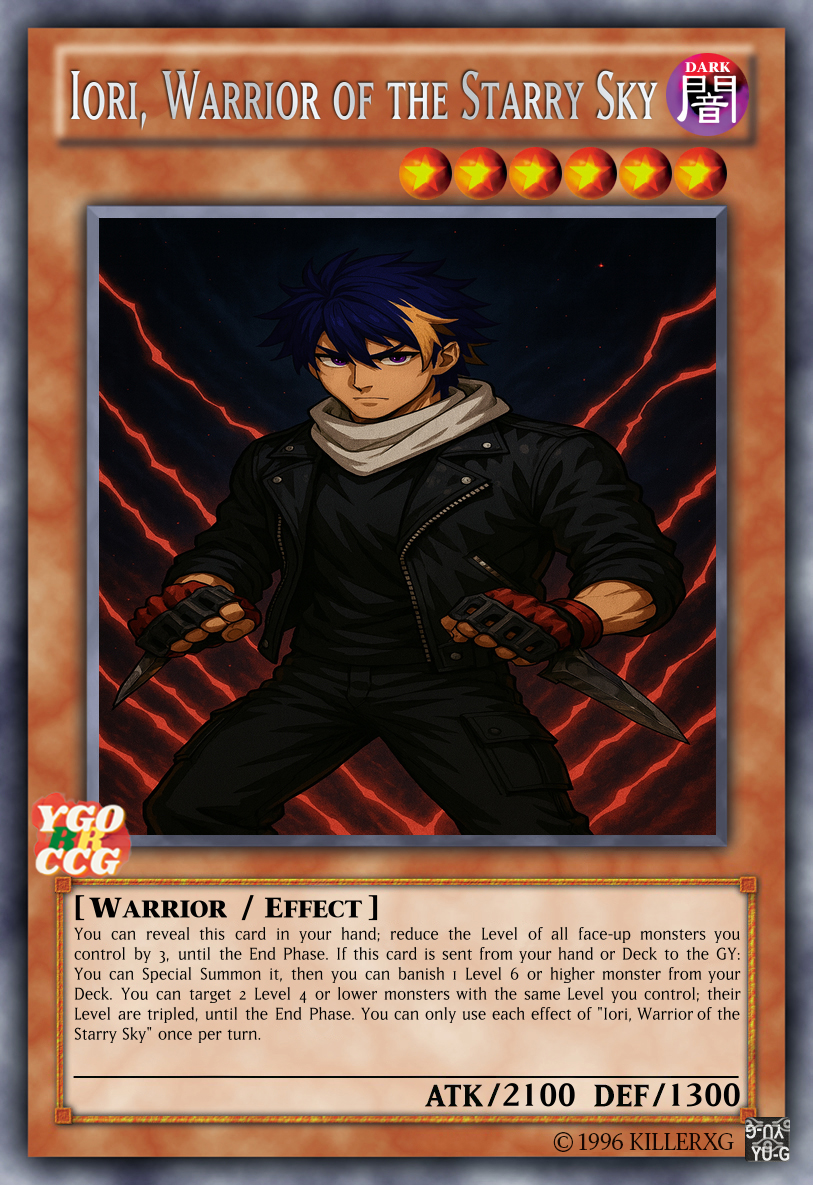 Iori, Warrior of the Starry Sky
DARK
闇
YGO
BR
CCG
[ Warrior / Effect ]
You can reveal this card in your hand; reduce the Level of all face-up monsters you
control by 3, until the End Phase. If this card is sent from your hand or Deck to the GY:
You can Special Summon it, then you can banish 1 Level 6 or higher monster from your
Deck. You can target 2 Level 4 or lower monsters with the same Level you control; their
Level are tripled, until the End Phase. You can only use each effect of "Iori, Warrior of the
Starry Sky" once per turn.
ATK/2100 DEF/1300
© 1996 KILLERXG
YU-G
YU-G